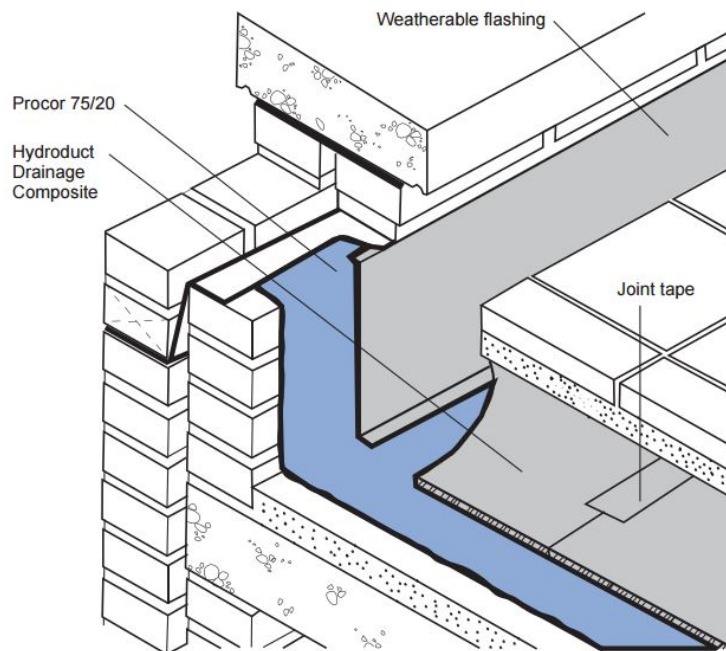 Weatherable flashing
Procor 75/20
Hydroduct
Drainage
Composite
Joint tape